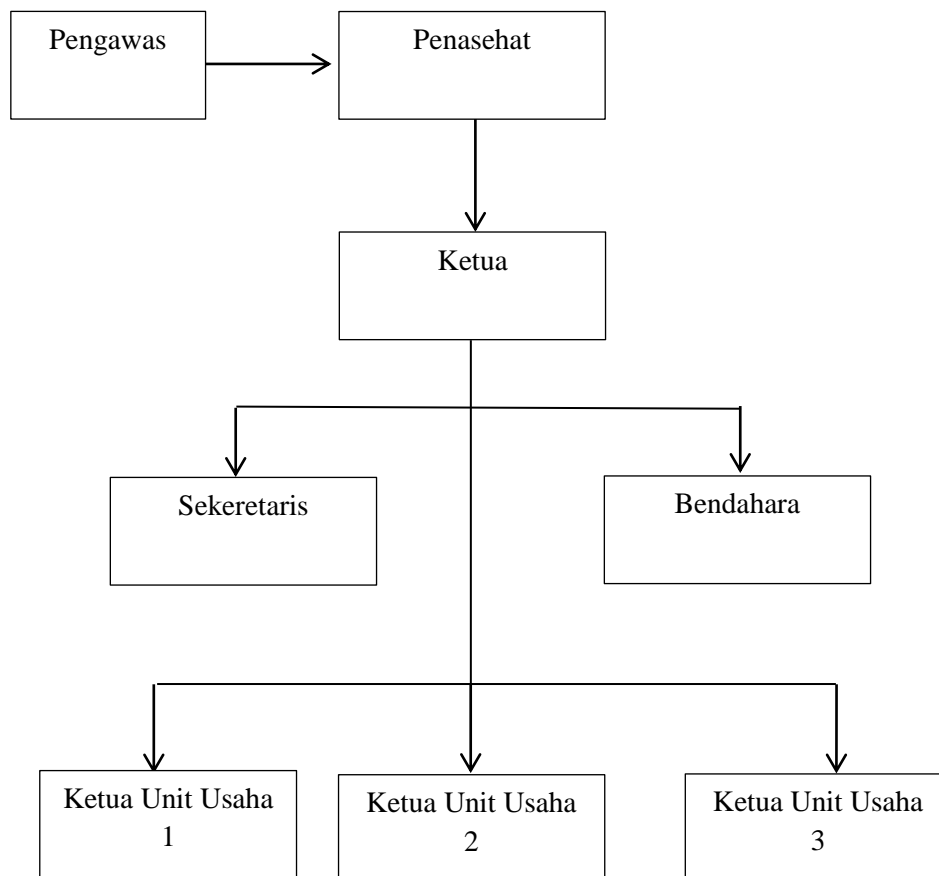 Pengawas
Penasehat
Ketua
Sekeretaris
Bendahara
Ketua Unit Usaha
1
Ketua Unit Usaha
2
Ketua Unit Usaha
3